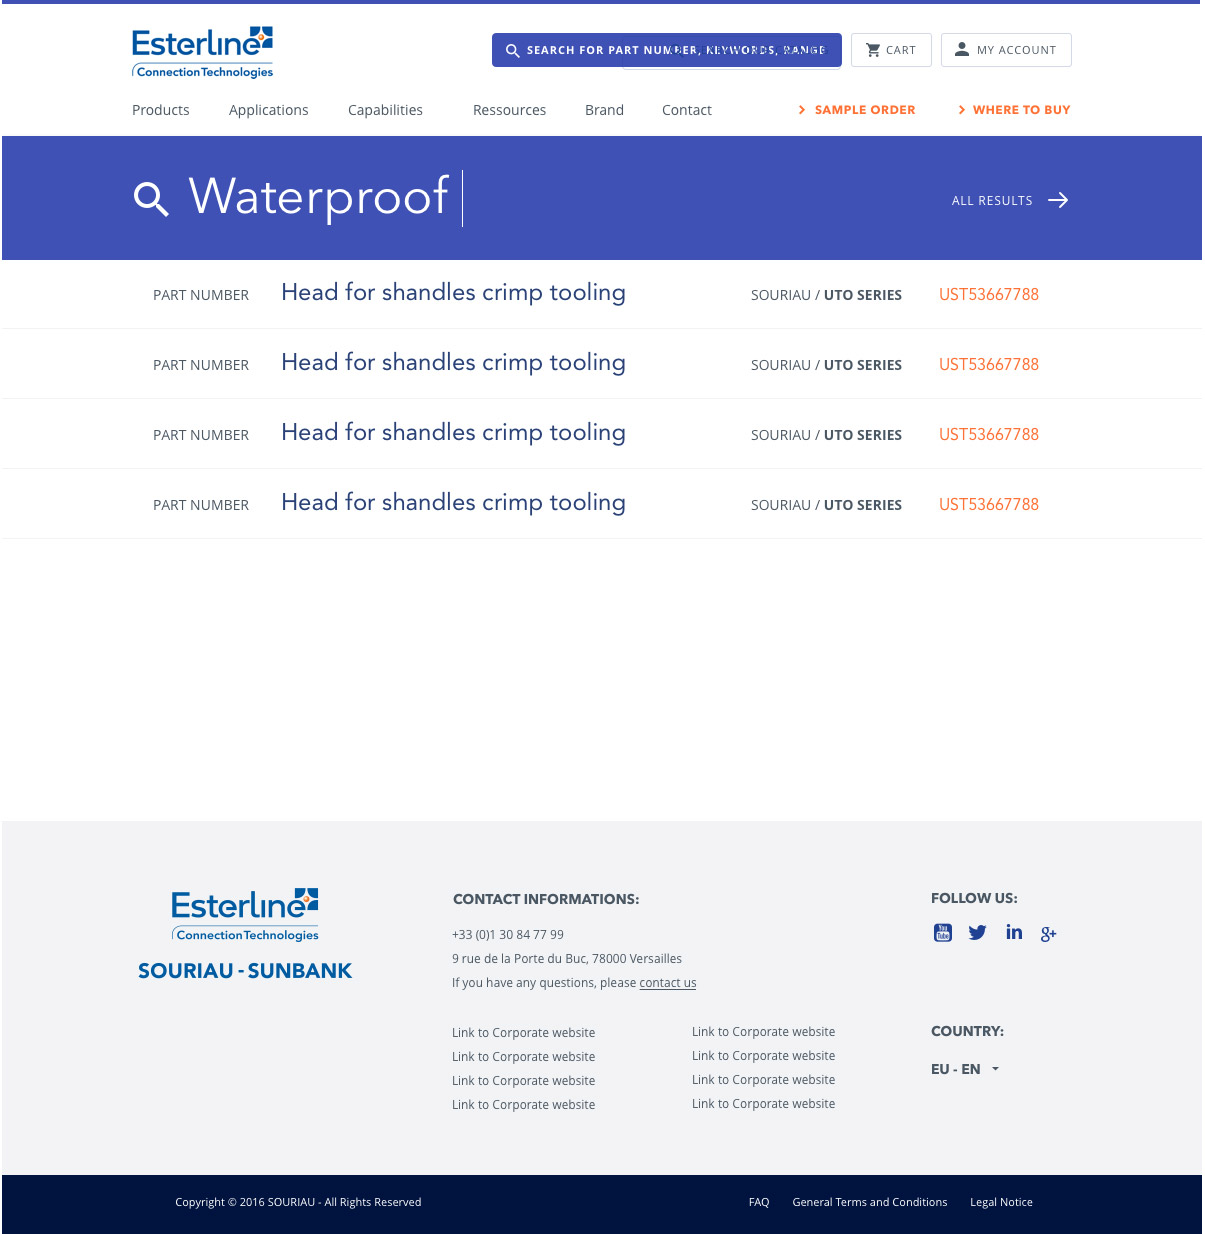 Esterline
Connection Technologies
SEARCH FOR PART NUMBER, KEYWORDS, RANGE
CART
MY ACCOUNT
Products Applications Capabilities Ressources Brand Contact SAMPLE ORDER WHERE TO BUY
Waterproof
ALL RESULTS
PART NUMBER Head for shandles crimp tooling SOURIAU / UTO SERIES UST53667788
PART NUMBER Head for shandles crimp tooling SOURIAU / UTO SERIES UST53667788
PART NUMBER Head for shandles crimp tooling SOURIAU / UTO SERIES UST53667788
PART NUMBER Head for shandles crimp tooling SOURIAU / UTO SERIES UST53667788
Esterline
Connection Technologies
SOURIAU - SUNBANK
CONTACT INFORMATIONS:
+33 (0)1 30 84 77 99
9 rue de la Porte du Buc, 78000 Versailles
If you have any questions, please contact us
Link to Corporate website
Link to Corporate website
Link to Corporate website
Link to Corporate website
Link to Corporate website
Link to Corporate website
Link to Corporate website
Link to Corporate website
FOLLOW US:
You Tube
in
g+
COUNTRY:
EU - EN
Copyright © 2016 SOURIAU - All Rights Reserved
FAQ General Terms and Conditions Legal Notice